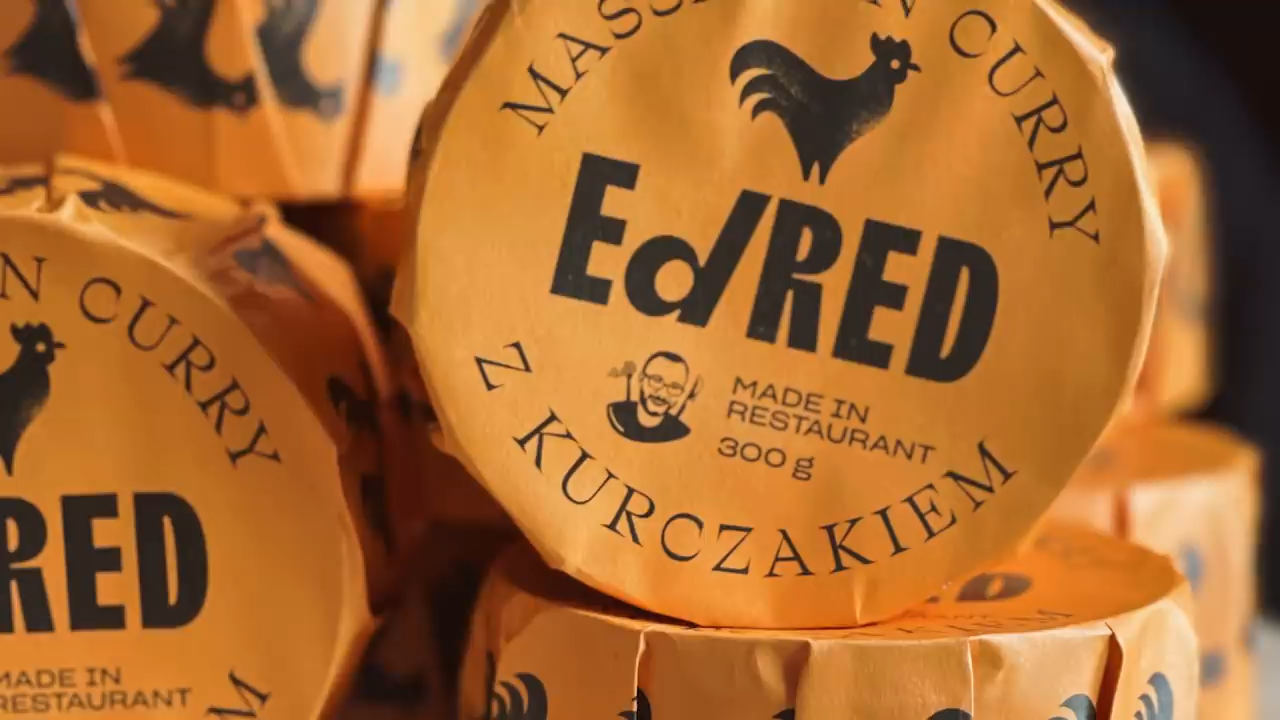 CURRY
Ed/RED
MADE IN
RESTAURANT
300 g
Z KURCZAKIEM
CURRY
RED
MADE IN
RESTAURANT